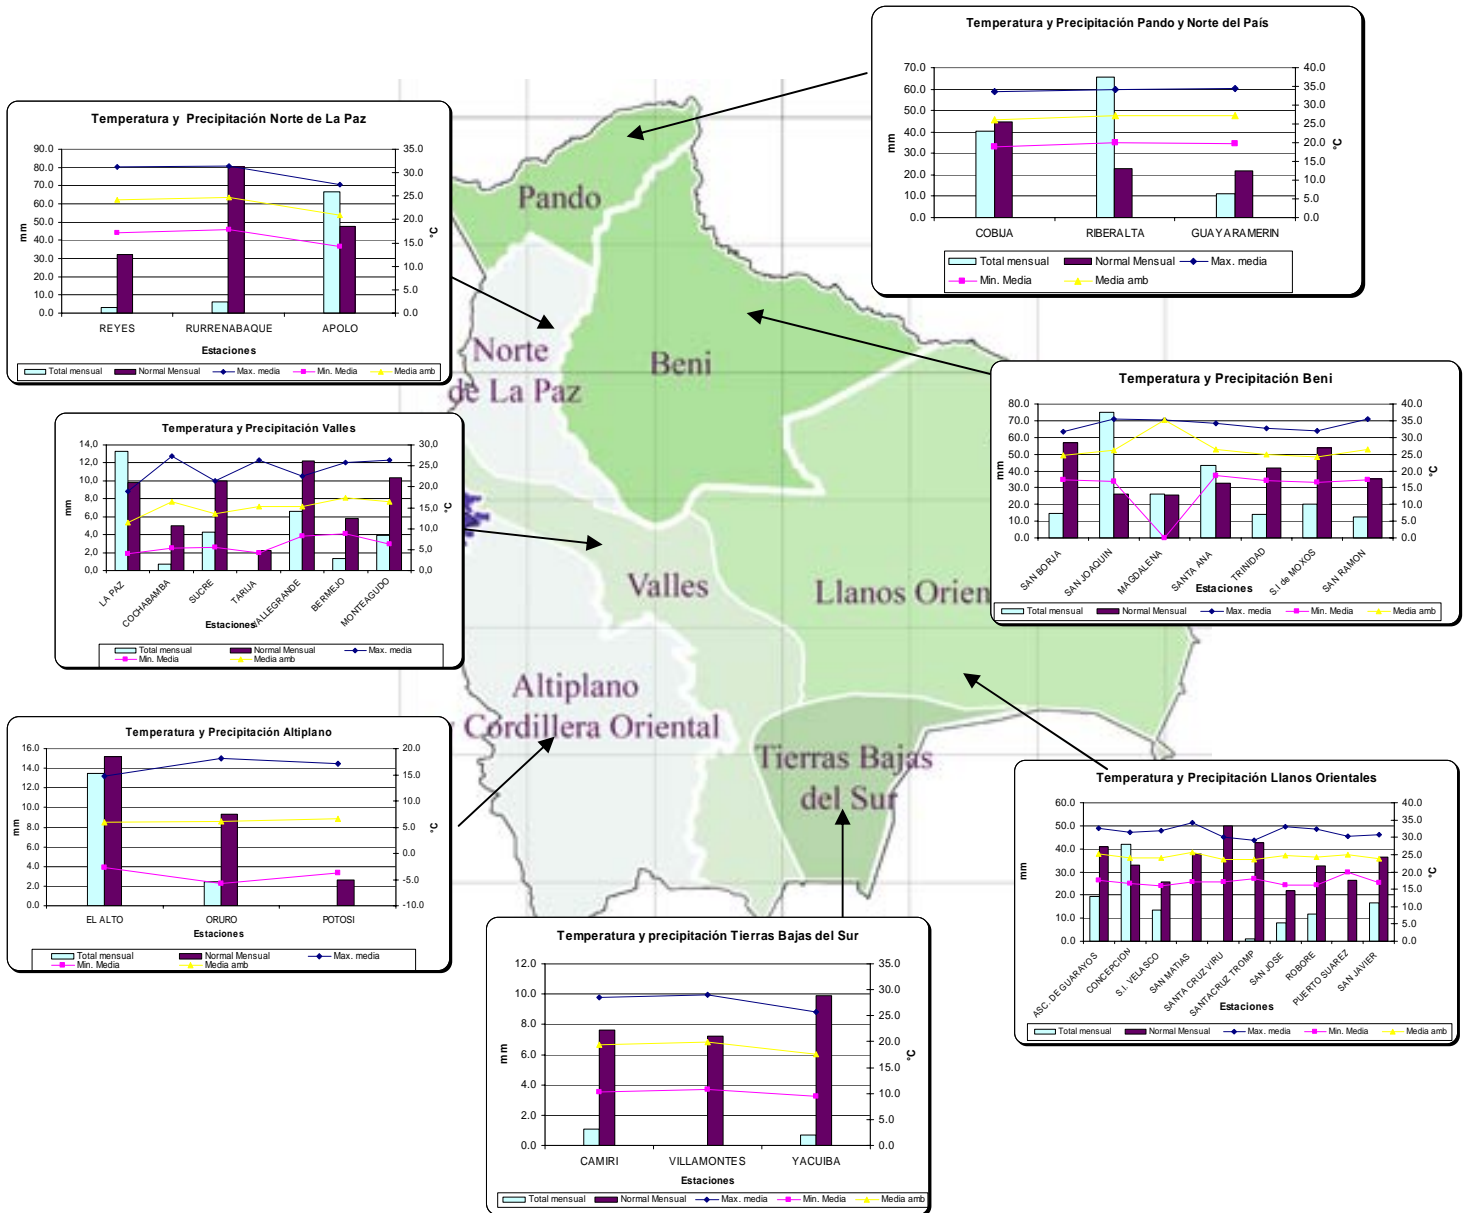 Temperatura y Precipitación Pando y Norte del País
70.0
60.0
50.0
40.0
30.0
20.0
10.0
0.0
mm
40.0
35.0
30.0
25.0
20.0
15.0
10.0
5.0
0.0
°C
COBIJA RIBERALTA GUAYARAMERIN
Total mensual Normal Mensual Max. media
Min. Media Media amb
Temperatura y Precipitación Norte de La Paz
90.0
80.0
70.0
60.0
50.0
40.0
30.0
20.0
10.0
0.0
mm
35.0
30.0
25.0
20.0
15.0
10.0
5.0
0.0
°C
REYES RURRENABAQUE APOLO
Estaciones
Total mensual Normal Mensual Max. media Min. Media Media amb
Pando
Norte
de La Paz
Beni
Temperatura y Precipitación Beni
80.0
70.0
60.0
50.0
40.0
30.0
20.0
10.0
0.0
mm
40.0
35.0
30.0
25.0
20.0
15.0
10.0
5.0
0.0
°C
SAN BORJA
SAN JOAQUIN
MAGDALENA
SANTA ANA
TRINIDAD
S.I de MOXOS
SAN RAMON
Estaciones
Total mensual Normal Mensual Max. media Min. Media Media amb
Temperatura y Precipitación Valles
14,0
12,0
10,0
8,0
6,0
4,0
2,0
0,0
mm
30,0
25,0
20,0
15,0
10,0
5,0
0,0
°C
LA PAZ
COCHABAMBA
SUCRE
TARIJA
VALLEGRANDE
BERMEJO
MONTEAGUDO
Estaciones
Total mensual Normal Mensual Max. media
Min. Media Media amb
Valles
Llanos Orien
Altiplano
Cordillera Oriental
Tierras Bajas
del Sur
Temperatura y Precipitación Altiplano
16.0
14.0
12.0
10.0
8.0
6.0
4.0
2.0
0.0
mm
20.0
15.0
10.0
5.0
0.0
-5.0
-10.0
°C
EL ALTO ORURO POTOSI
Estaciones
Total mensual Normal Mensual Max. media
Min. Media Media amb
Temperatura y Precipitación Llanos Orientales
60.0
50.0
40.0
30.0
20.0
10.0
0.0
mm
40.0
35.0
30.0
25.0
20.0
15.0
10.0
5.0
0.0
°C
ASC. DE GUARAYOS
CONCEPCION
S.I. VELASCO
SAN MATIAS
SANTA CRUZ VIRU
SANTACRUZ TROMP
SAN JOSE
ROBORE
PUERTO SUAREZ
SAN JAVIER
Estaciones
Total mensual Normal Mensual Max. media Min. Media Media amb
Temperatura y precipitación Tierras Bajas del Sur
12.0
10.0
8.0
6.0
4.0
2.0
0.0
mm
35.0
30.0
25.0
20.0
15.0
10.0
5.0
0.0
°C
CAMIRI VILLAMONTES YACUIBA
Estaciones
Total mensual Normal Mensual Max. media Min. Media Media amb